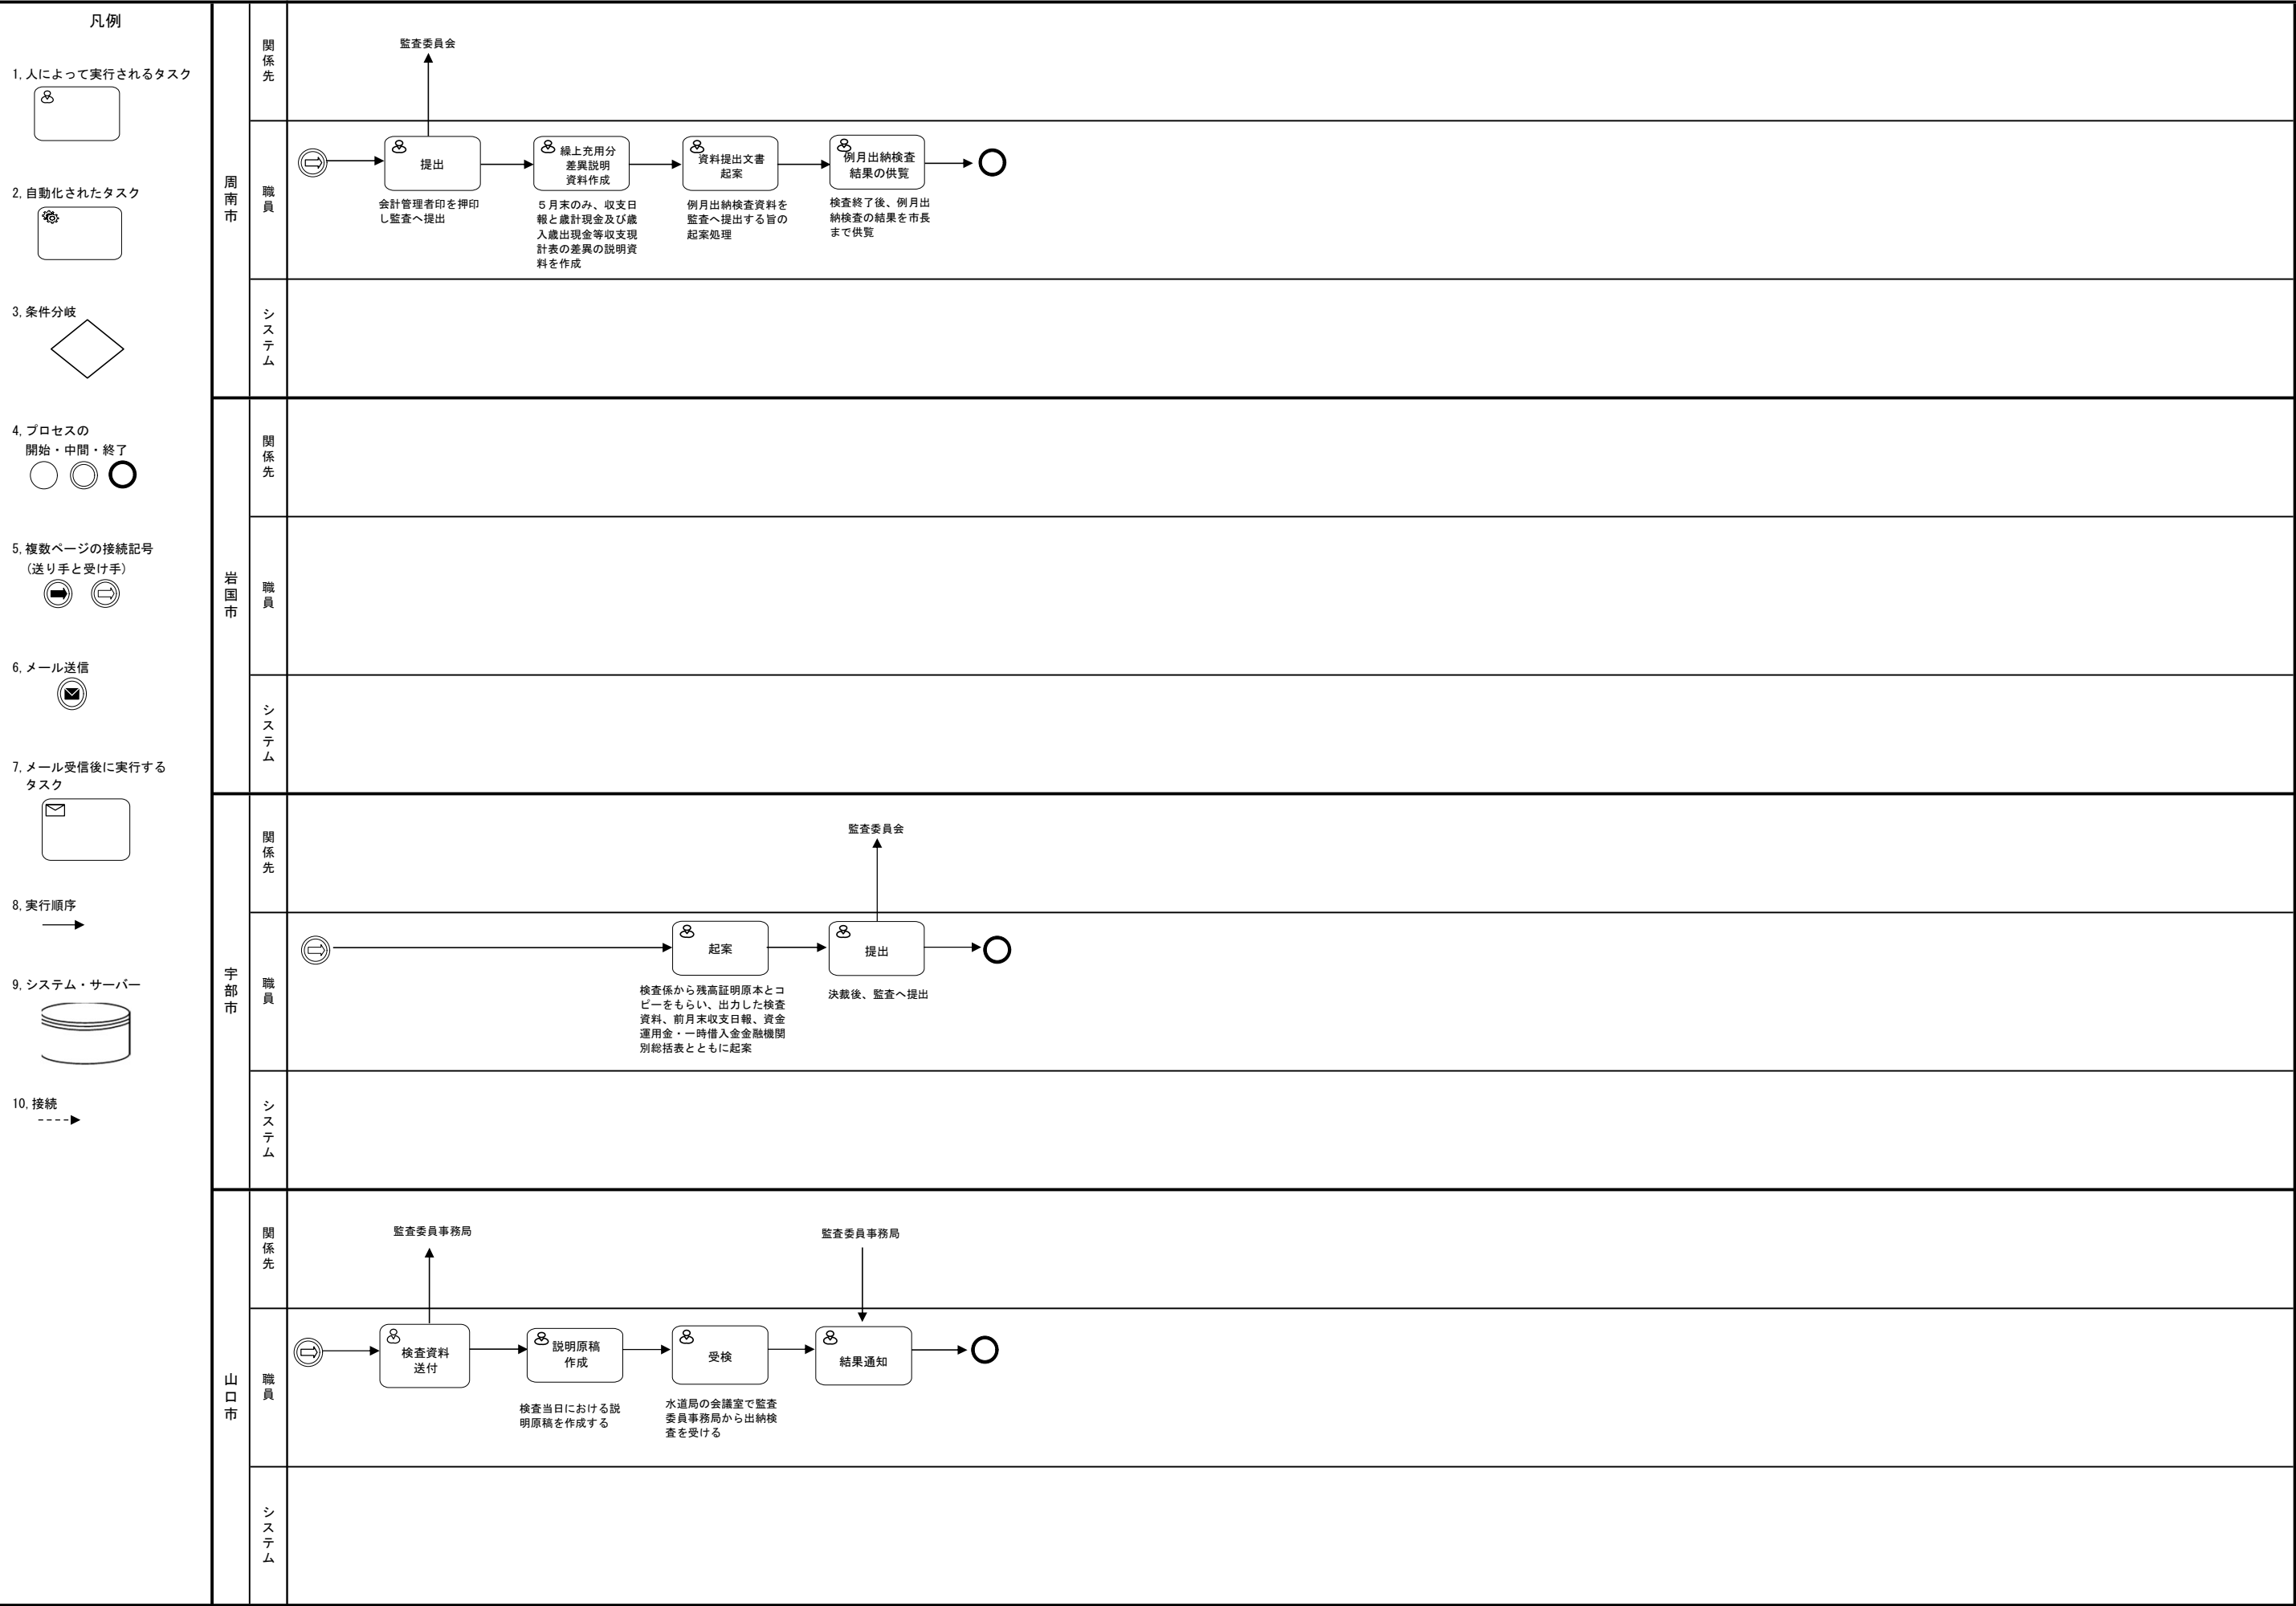 凡例
1,人によって実行されるタスク
2,自動化されたタスク
3,条件分岐
4,プロセスの
開始・中間・終了
5,複数ページの接続記号
(送り手と受け手)
6,メール送信
7,メール受信後に実行する
タスク
8,実行順序
9,システム・サーバー
10,接続
周南市
関係先
監査委員会
職員
提出
会計管理者印を押印
し監査へ提出
繰上充用分
差異説明
資料作成
5月末のみ、収支日
報と歳計現金及び歳
入歳出現金等収支現
計表の差異の説明資
料を作成
資料提出文書
起案
例月出納検査資料を
監査へ提出する旨の
起案処理
例月出納検査
結果の供覧
検査終了後、例月出
納検査の結果を市長
まで供覧
システム
岩国市
関係先
職員
システム
宇部市
関係先
監査委員会
職員
起案
検査係から残高証明原本とコ
ピーをもらい、出力した検査
資料、前月末収支日報、資金
運用金・一時借入金金融機関
別総括表とともに起案
提出
決裁後、監査へ提出
システム
山口市
関係先
監査委員事務局
監査委員事務局
職員
検査資料
送付
説明原稿
作成
検査当日における説
明原稿を作成する
受検
水道局の会議室で監査
委員事務局から出納検
査を受ける
結果通知
システム